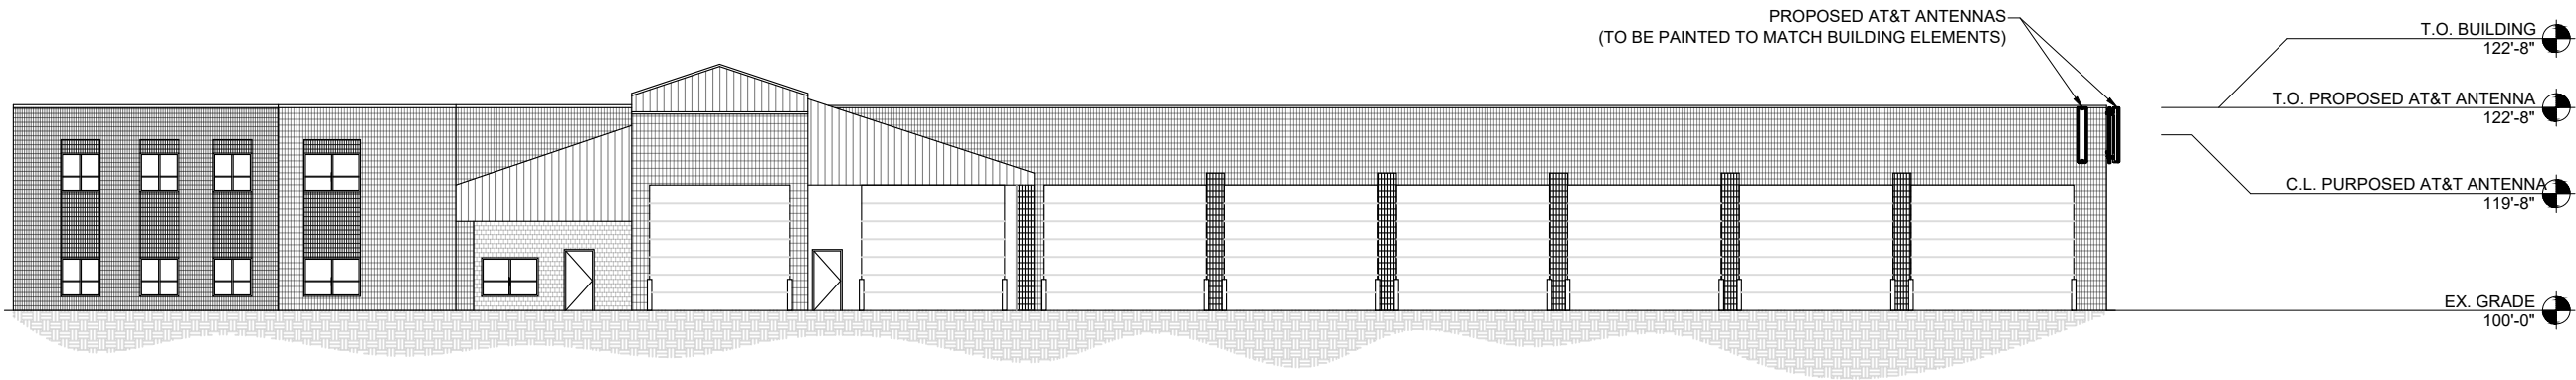 PROPOSED AT&T ANTENNAS
(TO BE PAINTED TO MATCH BUILDING ELEMENTS)
T.O. BUILDING
122'-8"
T.O. PROPOSED AT&T ANTENNA
122'-8"
C.L. PURPOSED AT&T ANTENNA
119'-8"
EX. GRADE
100'-0"